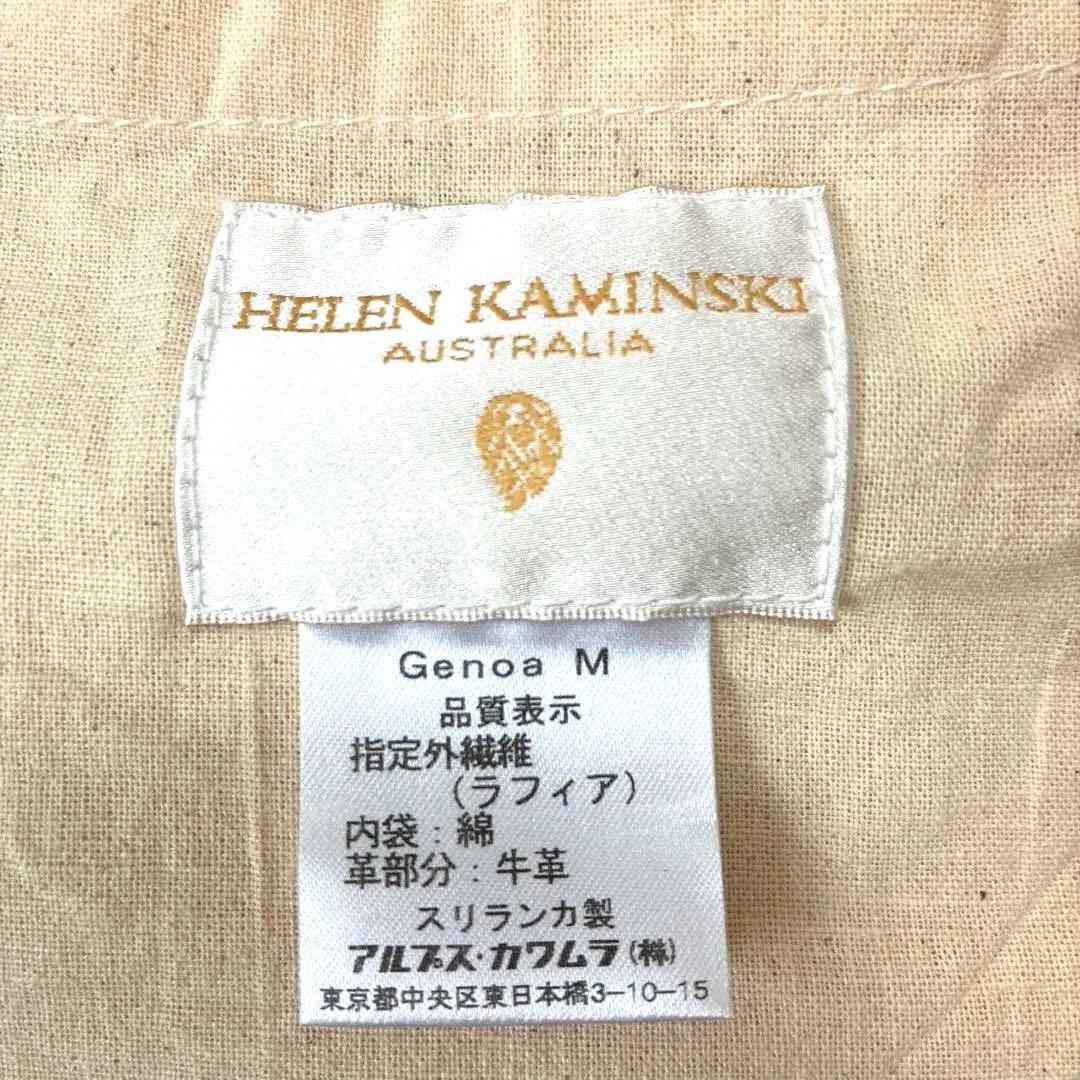 HELEN KAMINSKI
AUSTRALIA
Genoa M
品質表示
指定外繊維
(ラフィア)
内袋:綿
革部分:牛革
スリランカ製
アルプス・カワムラ(株)
東京都中央区東日本橋3-10-15